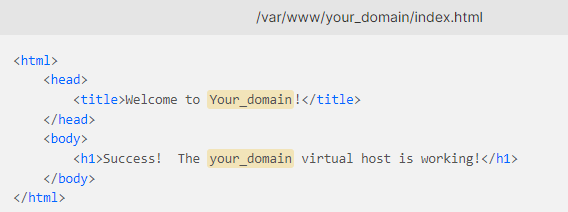 /var/www/your_domain/index.html
<html>
    <head>
        <title>Welcome to Your_domain!</title>
    </head>
    <body>
        <h1>Success!  The your_domain virtual host is working!</h1>
    </body>
</html>